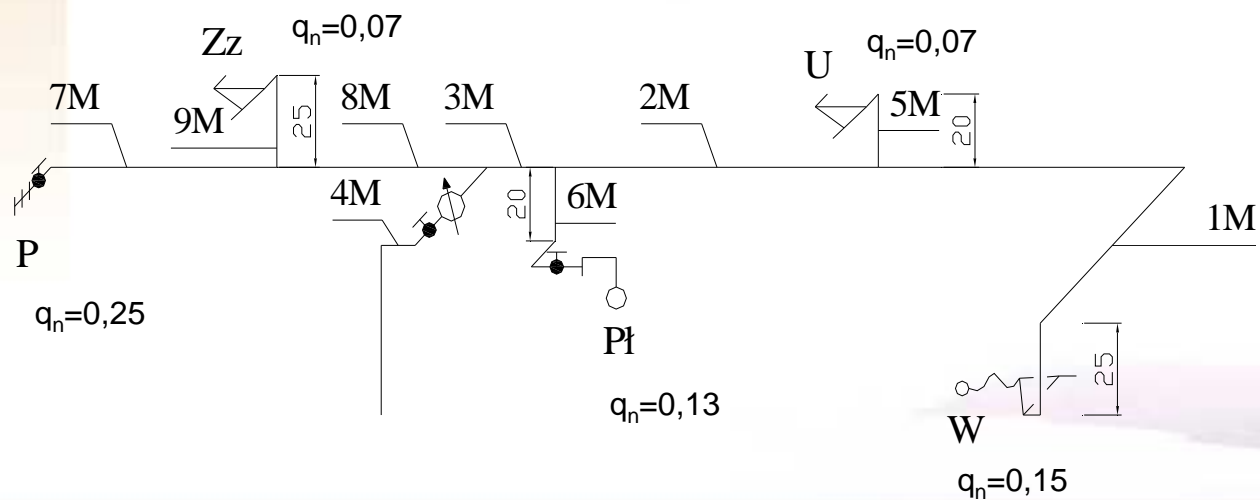 Zz
qn=0,07
U
qn=0,07
7M
9M
25
8M
3M
2M
5M
20
4M
20
6M
1M
P
qn=0,25
Pł
qn=0,13
25
W
qn=0,15